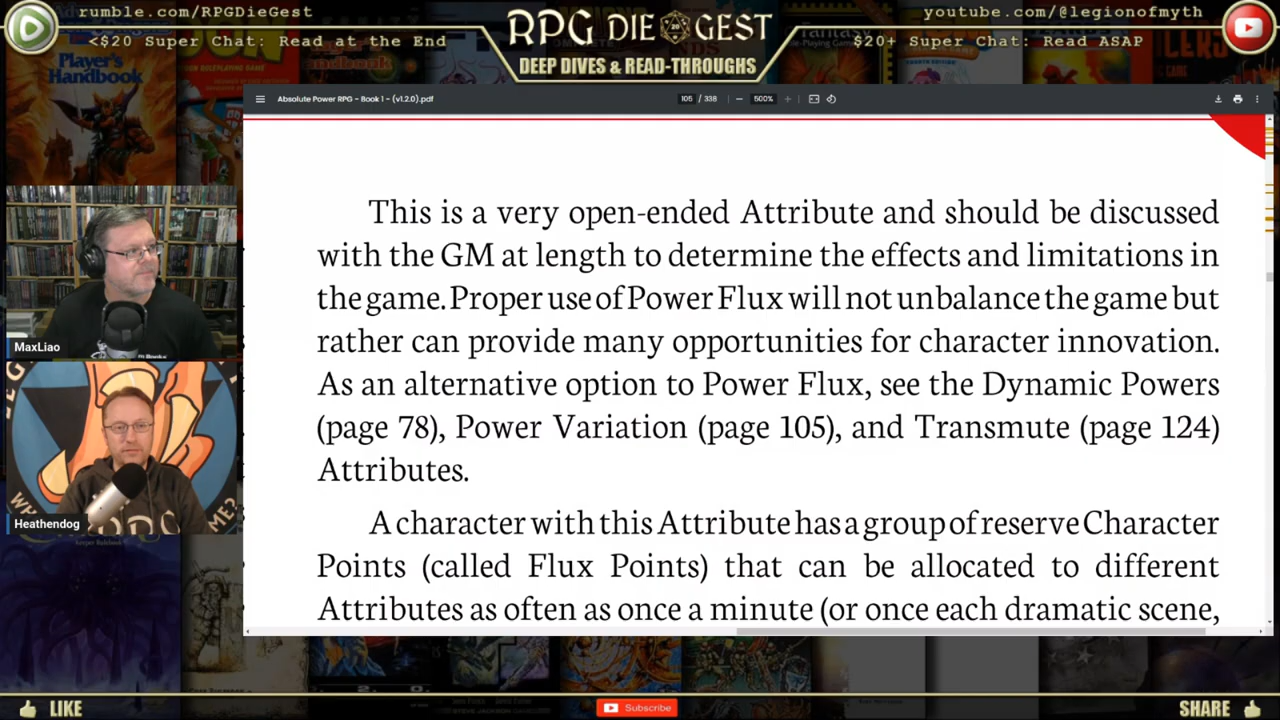 rumble.com/RPGDieGest
<$20 Super Chat: Read at the End
RPG DIE GEST
DEEP DIVES & READ-THROUGHS
youtube.com/@legionofmyth
$20+ Super Chat: Read ASAP
Player's
Handbook
Absolute Power RPG - Book 1 - (v1.2.0).pdf
105 / 338
500%
This is a very open-ended Attribute and should be discussed
with the GM at length to determine the effects and limitations in
the game. Proper use of Power Flux will not unbalance the game but
rather can provide many opportunities for character innovation.
As an alternative option to Power Flux, see the Dynamic Powers
(page 78), Power Variation (page 105), and Transmute (page 124)
Attributes.
A character with this Attribute has a group of reserve Character
Points (called Flux Points) that can be allocated to different
Attributes as often as once a minute (or once each dramatic scene,
MaxLiao
Heathendog
ME?
LIKE
Subscribe
SHARE